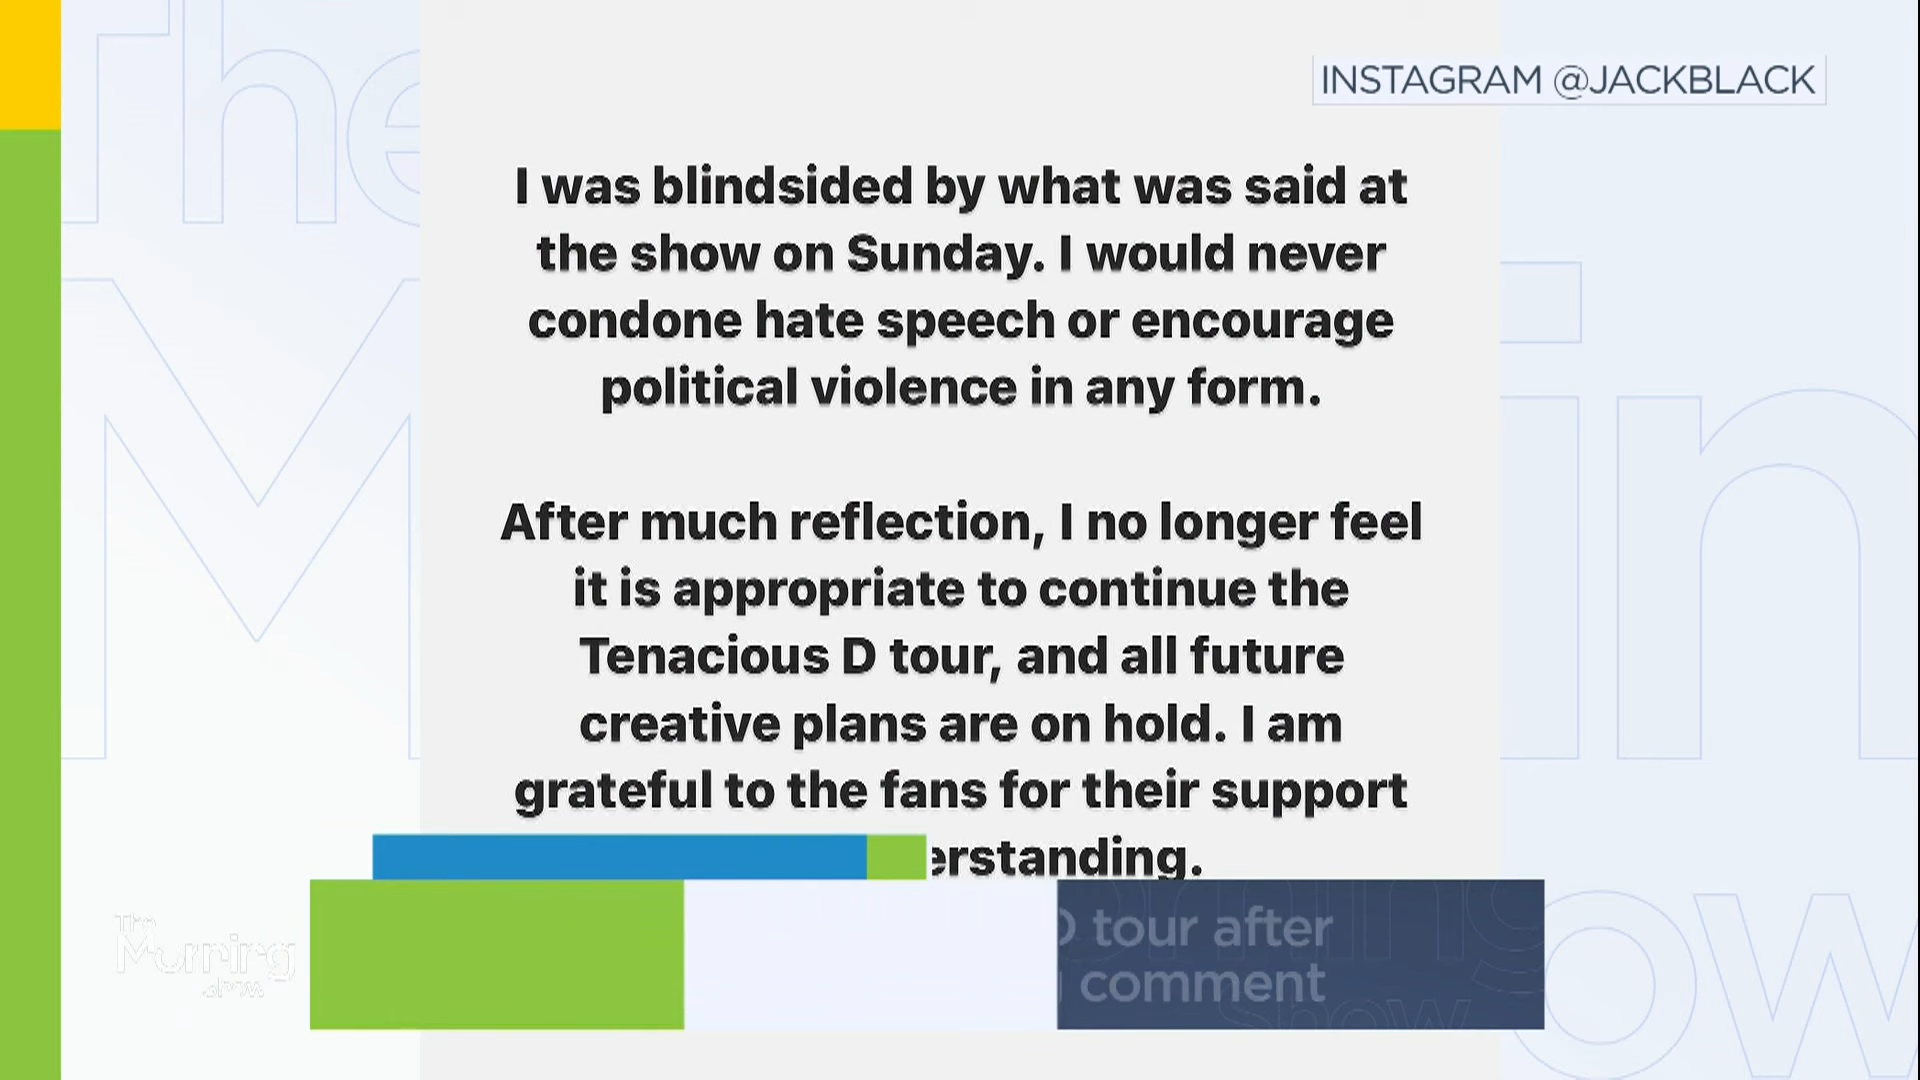 INSTAGRAM @JACKBLACK
I was blindsided by what was said at
the show on Sunday. I would never
condone hate speech or encourage
political violence in any form.
After much reflection, I no longer feel
it is appropriate to continue the
Tenacious D tour, and all future
creative plans are on hold. I am
grateful to the fans for their support
erstanding.
D tour after
comment
The
Morning
Show